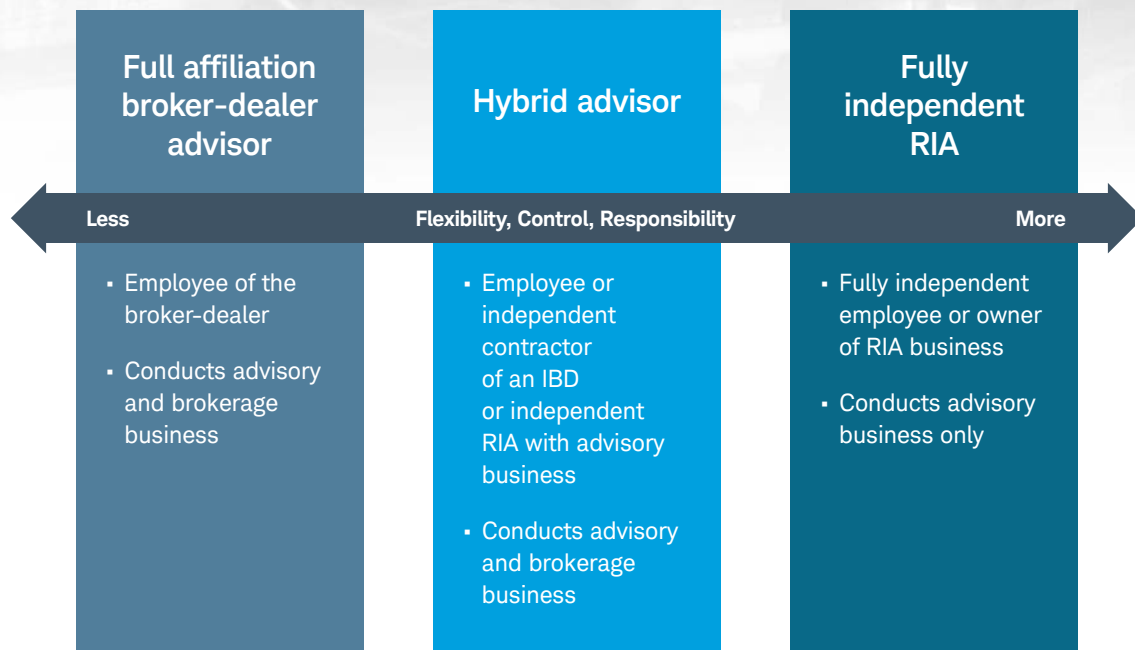 Full affiliation
broker-dealer
advisor
Hybrid advisor
Fully
independent
RIA
Less
Flexibility, Control, Responsibility
More
▪ Employee of the
broker-dealer
▪ Conducts advisory
and brokerage
business
▪ Employee or
independent
contractor
of an IBD
or independent
RIA with advisory
business
▪ Conducts advisory
and brokerage
business
▪ Fully independent
employee or owner
of RIA business
▪ Conducts advisory
business only